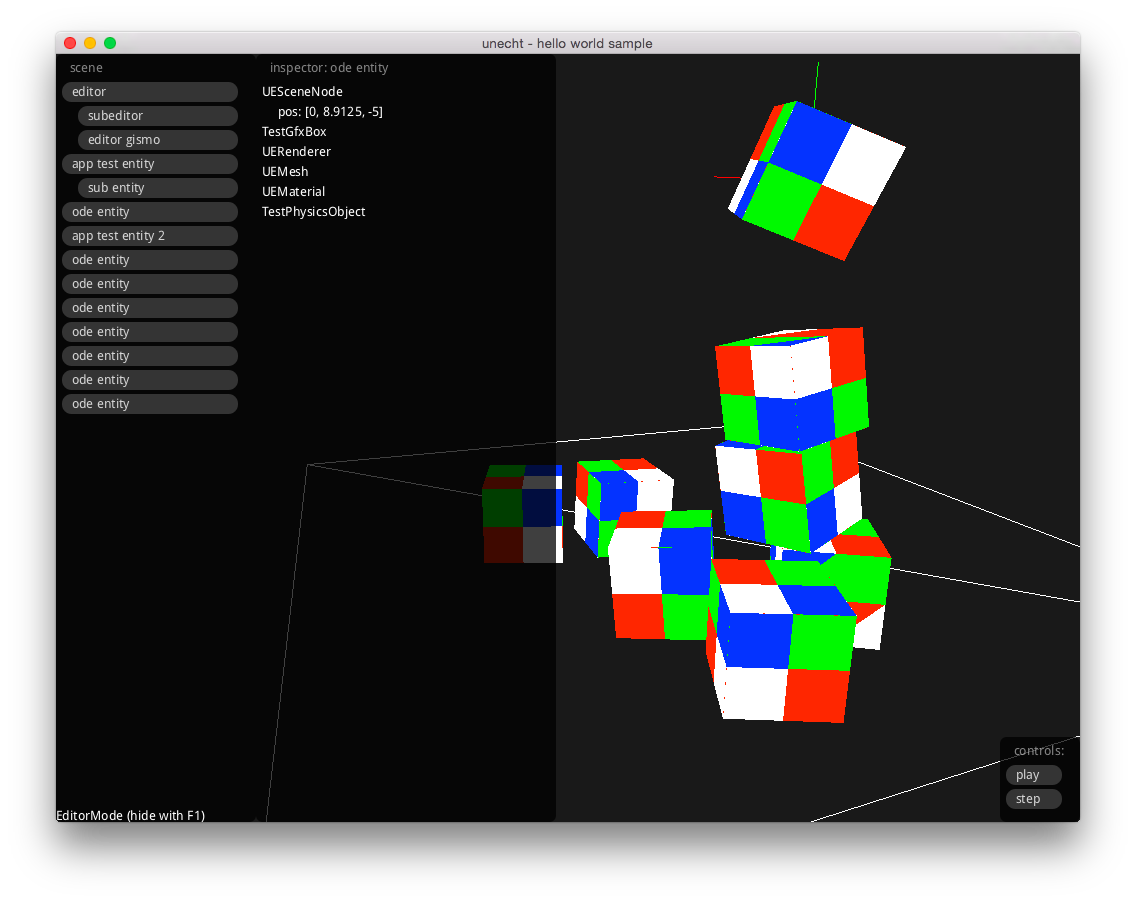 unecht - hello world sample
scene
editor
subeditor
editor gismo
app test entity
sub entity
ode entity
app test entity 2
ode entity
ode entity
ode entity
ode entity
ode entity
ode entity
ode entity
EditorMode (hide with F1)
inspector: ode entity
UESceneNode
pos: [0, 8.9125, -5]
TestGfxBox
UERenderer
UEMesh
UEMaterial
TestPhysicsObject
controls:
play
step